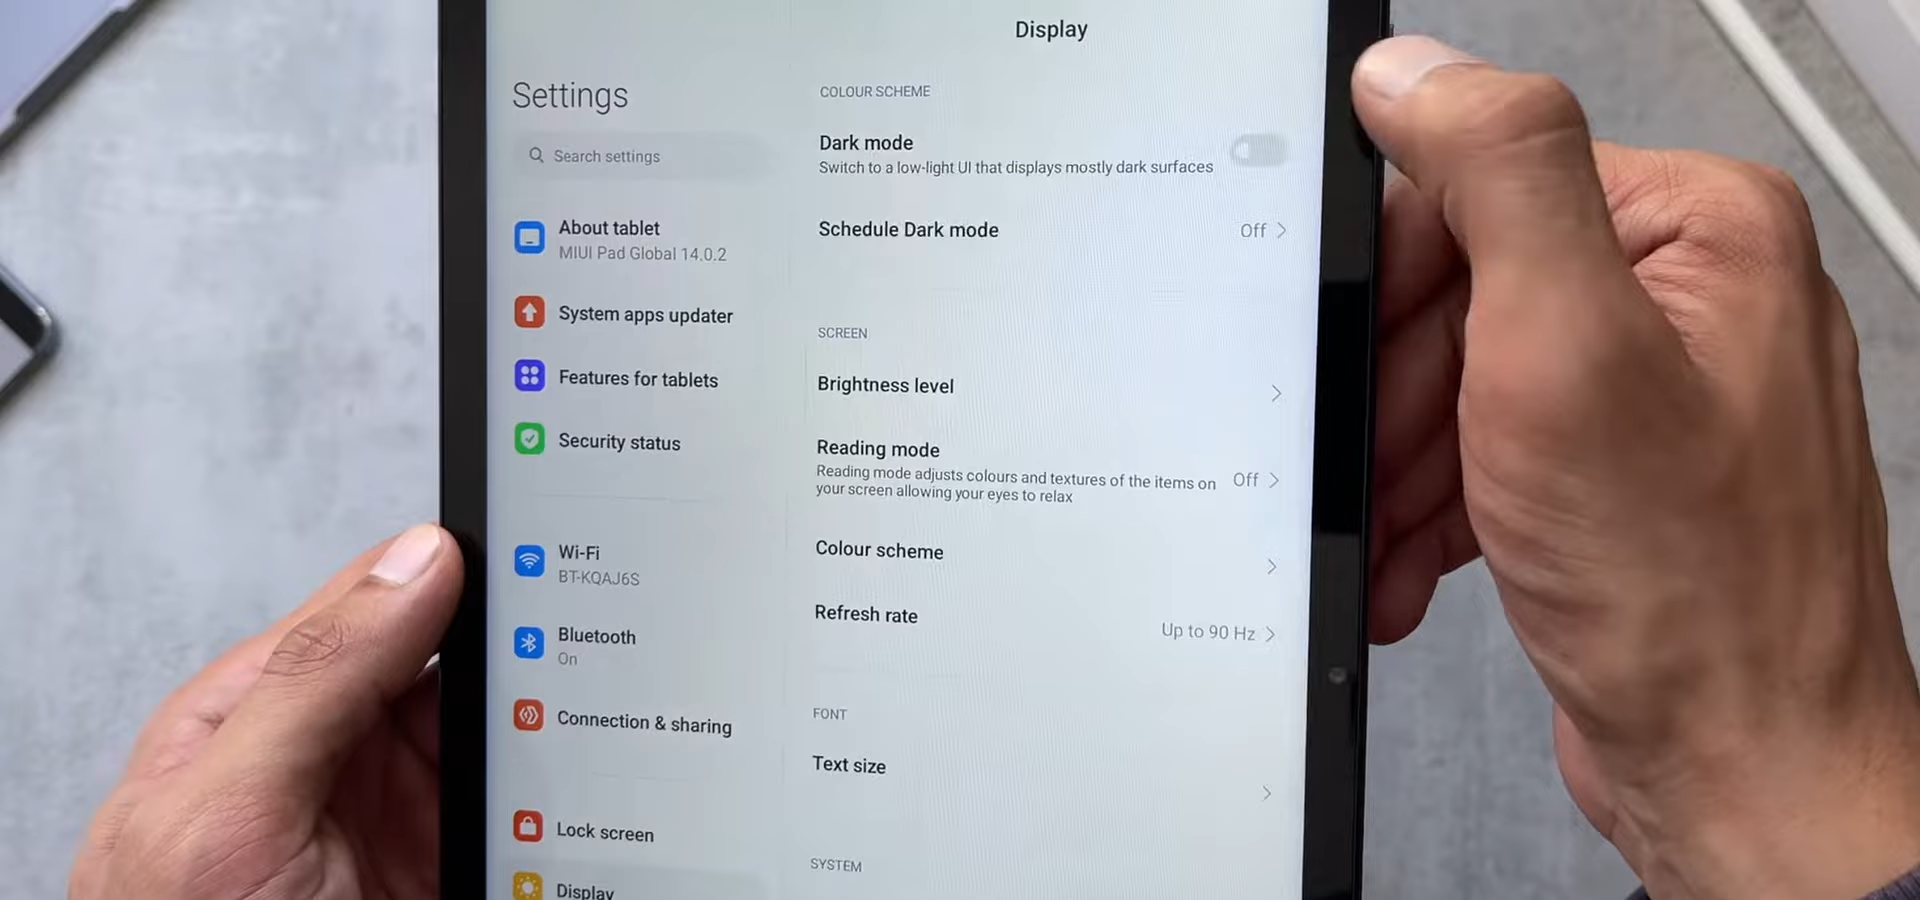 Display
Settings
Search settings
About tablet
MIUI Pad Global 14.0.2
System apps updater
Features for tablets
Security status
Wi-Fi
BT-KQAJ6S
Bluetooth
On
Connection & sharing
Lock screen
Display
COLOUR SCHEME
Dark mode
Switch to a low-light UI that displays mostly dark surfaces
Schedule Dark mode
Off
SCREEN
Brightness level
Reading mode
Reading mode adjusts colours and textures of the items on
your screen allowing your eyes to relax
Off
Colour scheme
Refresh rate
Up to 90 Hz
FONT
Text size
SYSTEM